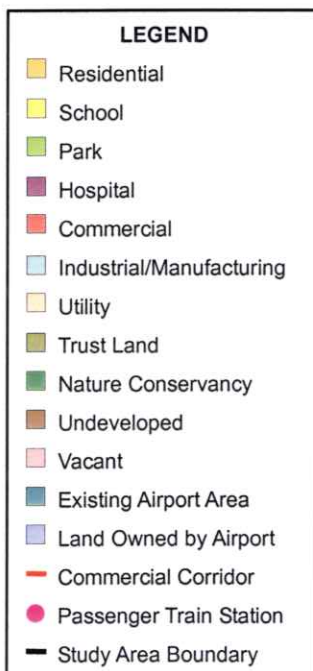 LEGEND
Residential
School
Park
Hospital
Commercial
Industrial/Manufacturing
Utility
Trust Land
Nature Conservancy
Undeveloped
Vacant
Existing Airport Area
Land Owned by Airport
Commercial Corridor
Passenger Train Station
Study Area Boundary